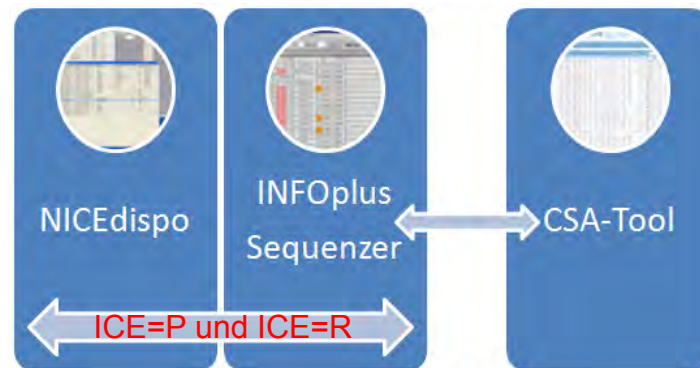 NICEdispo
INFOplus
Sequenzer
CSA-Tool
ICE=P und ICE=R